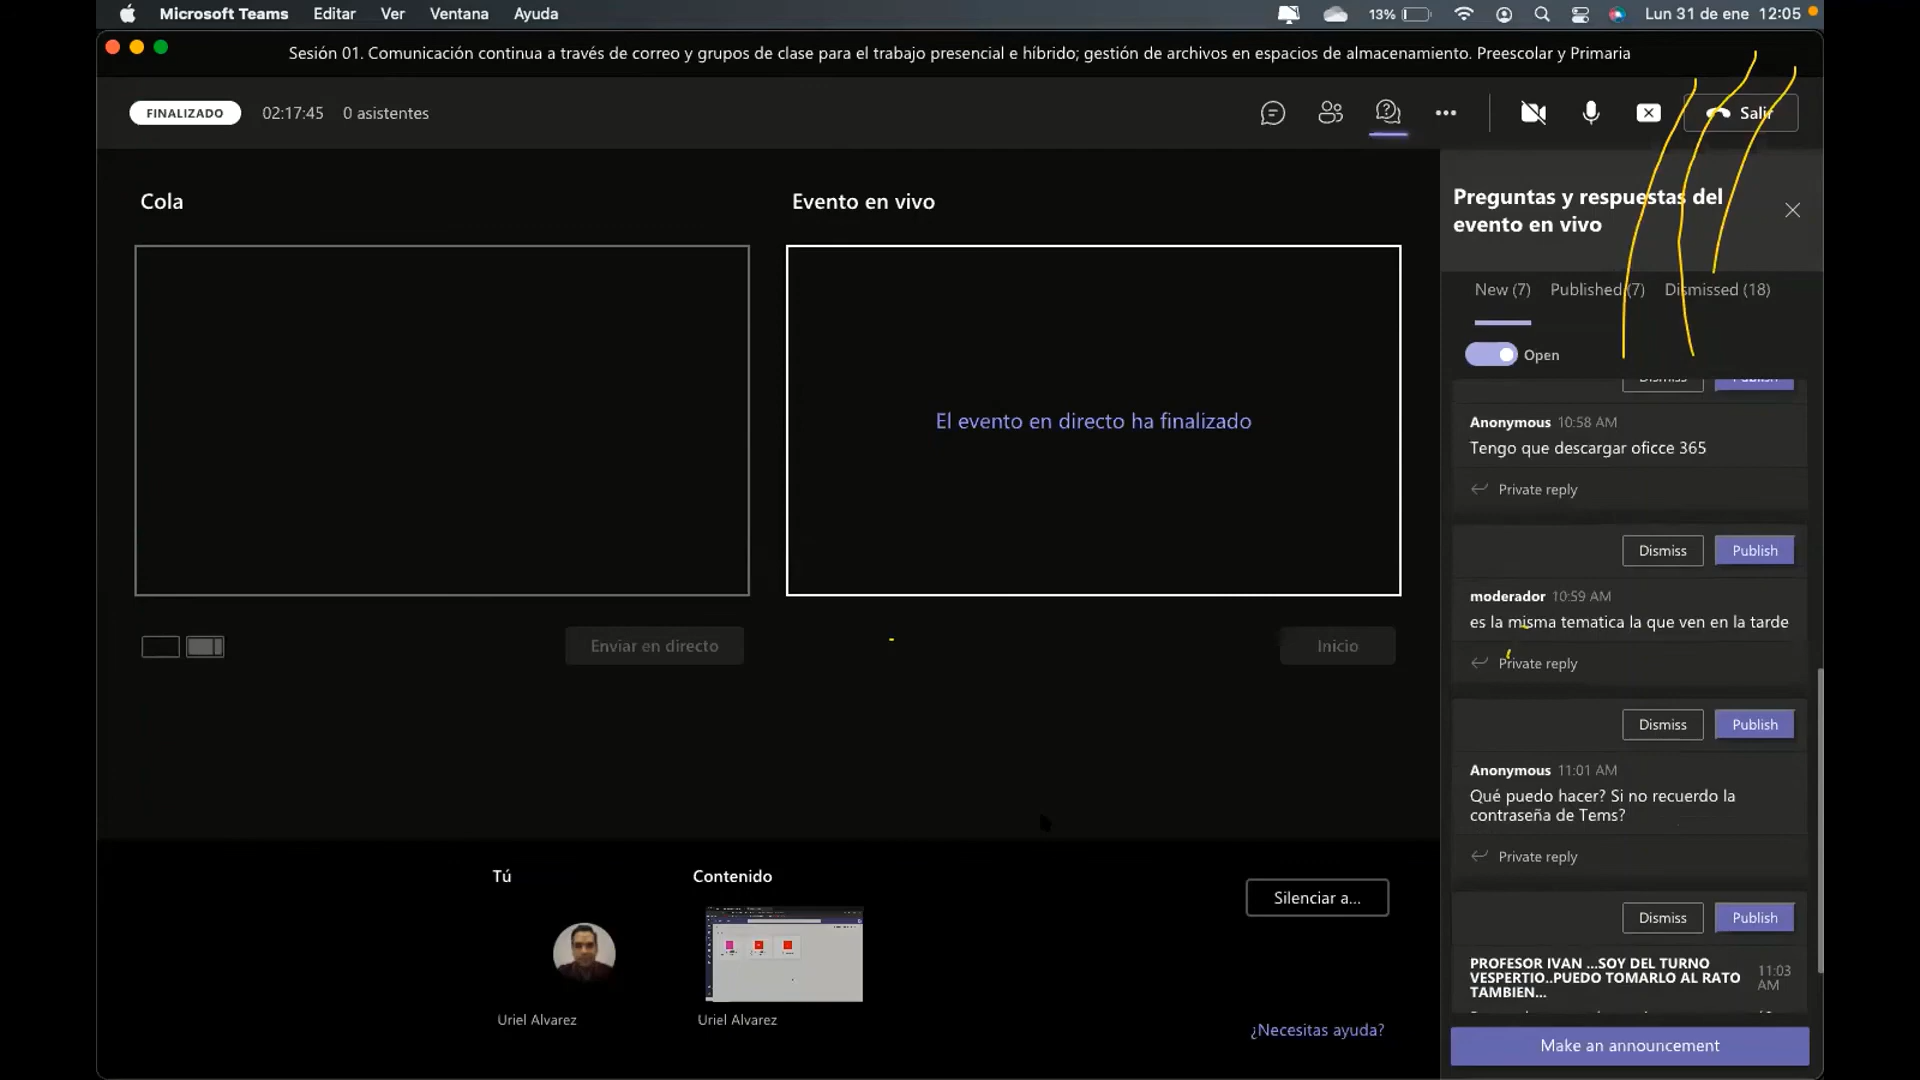 Microsoft Teams Editar Ver Ventana Ayuda 13% Lun 31 de ene 12:05
Sesión 01. Comunicación continua a través de correo y grupos de clase para el trabajo presencial e híbrido; gestión de archivos en espacios de almacenamiento. Preescolar y Primaria
FINALIZADO 02:17:45 0 asistentes Salir
Cola
Evento en vivo
El evento en directo ha finalizado
Enviar en directo
Inicio
Tú
Contenido
Uriel Alvarez
Uriel Alvarez
Silenciar a...
¿Necesitas ayuda?
Preguntas y respuestas del
evento en vivo
New (7) Published (7) Dismissed (18)
Open
Dismiss Publish
Anonymous 10:58 AM
Tengo que descargar oficce 365
Private reply
Dismiss Publish
moderador 10:59 AM
es la misma tematica la que ven en la tarde
Private reply
Dismiss Publish
Anonymous 11:01 AM
Qué puedo hacer? Si no recuerdo la
contraseña de Tems?
Private reply
Dismiss Publish
PROFESOR IVAN ...SOY DEL TURNO
VESPERTIO..PUEDO TOMARLO AL RATO
TAMBIEN...
11:03
AM
Make an announcement